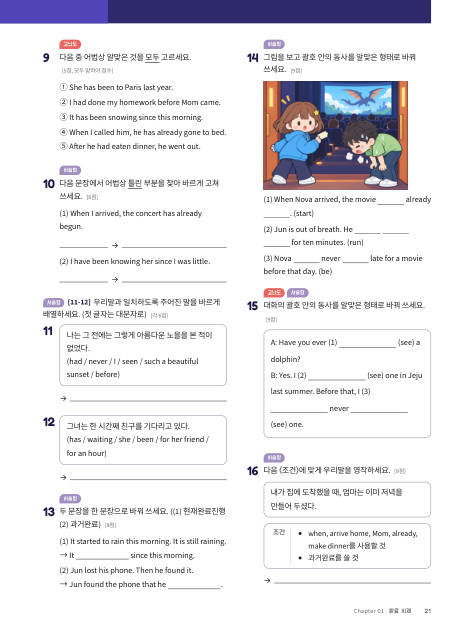 고난도
9 다음 중 어법상 알맞은 것을 모두 고르세요.
[5점, 모두 맞혀야 점수]
① She has been to Paris last year.
② I had done my homework before Mom came.
③ It has been snowing since this morning.
④ When I called him, he has already gone to bed.
⑤ After he had eaten dinner, he went out.
서술형
10 다음 문장에서 어법상 틀린 부분을 찾아 바르게 고쳐
쓰세요. [6점]
(1) When I arrived, the concert has already
begun.
____________ → ____________
(2) I have been knowing her since I was little.
____________ → ____________
서술형 [11-12] 우리말과 일치하도록 주어진 말을 바르게
배열하세요. (첫 글자는 대문자로) [각 5점]
11 나는 그 전에는 그렇게 아름다운 노을을 본 적이
없었다.
(had / never / I / seen / such a beautiful
sunset / before)
→ ____________
12 그녀는 한 시간째 친구를 기다리고 있다.
(has / waiting / she / been / for her friend /
for an hour)
→ ____________
서술형
13 두 문장을 한 문장으로 바꿔 쓰세요. ((1) 현재완료진행
(2) 과거완료) [8점]
(1) It started to rain this morning. It is still raining.
→ It ____________ since this morning.
(2) Jun lost his phone. Then he found it.
→ Jun found the phone that he ____________.
서술형
14 그림을 보고 괄호 안의 동사를 알맞은 형태로 바꿔
쓰세요. [9점]
(1) When Nova arrived, the movie ______ already
______. (start)
(2) Jun is out of breath. He ______ ______
______ for ten minutes. (run)
(3) Nova ______ never ______ late for a movie
before that day. (be)
고난도 서술형
15 대화의 괄호 안의 동사를 알맞은 형태로 바꿔 쓰세요.
[9점]
A: Have you ever (1) ____________ (see) a
dolphin?
B: Yes. I (2) ____________ (see) one in Jeju
last summer. Before that, I (3)
____________ never ____________
(see) one.
서술형
16 다음 <조건>에 맞게 우리말을 영작하세요. [6점]
내가 집에 도착했을 때, 엄마는 이미 저녁을
만들어 두셨다.
조건
• when, arrive home, Mom, already,
make dinner를 사용할 것
• 과거완료를 쓸 것
→ ____________
Chapter 01 完료 시제 21